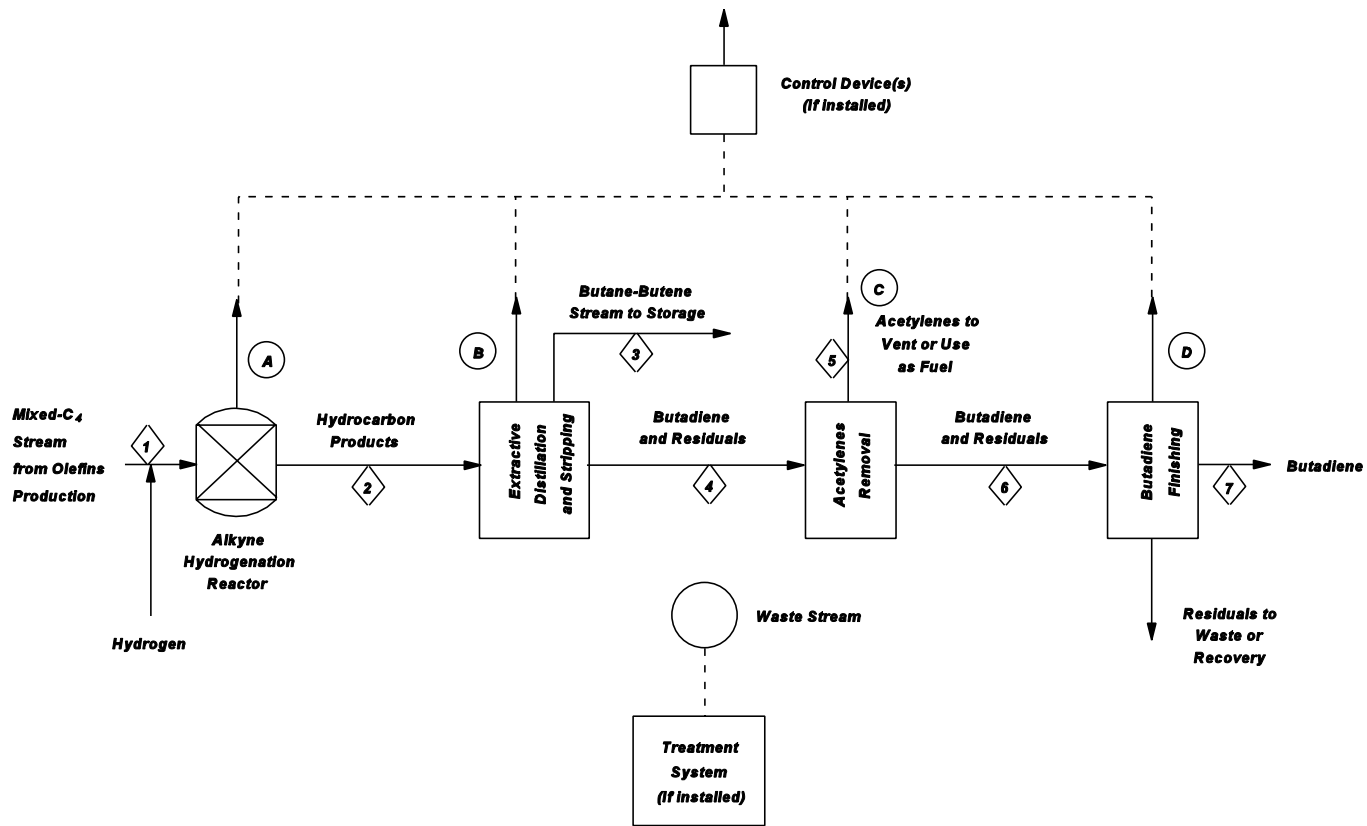 Control Device(s)
(If installed)
Butane-Butene
Stream to Storage
3
C
Acetylenes to
Vent or Use
as Fuel
5
A
B
D
Mixed-C₄
Stream
from Olefins
Production
1
Hydrogen
Alkyne
Hydrogenation
Reactor
Hydrocarbon
Products
2
Extractive
Distillation
and Stripping
Butadiene
and Residuals
4
Acetylenes
Removal
Butadiene
and Residuals
6
Butadiene
Finishing
7
Butadiene
Residuals to
Waste or
Recovery
Waste Stream
Treatment
System
(If installed)